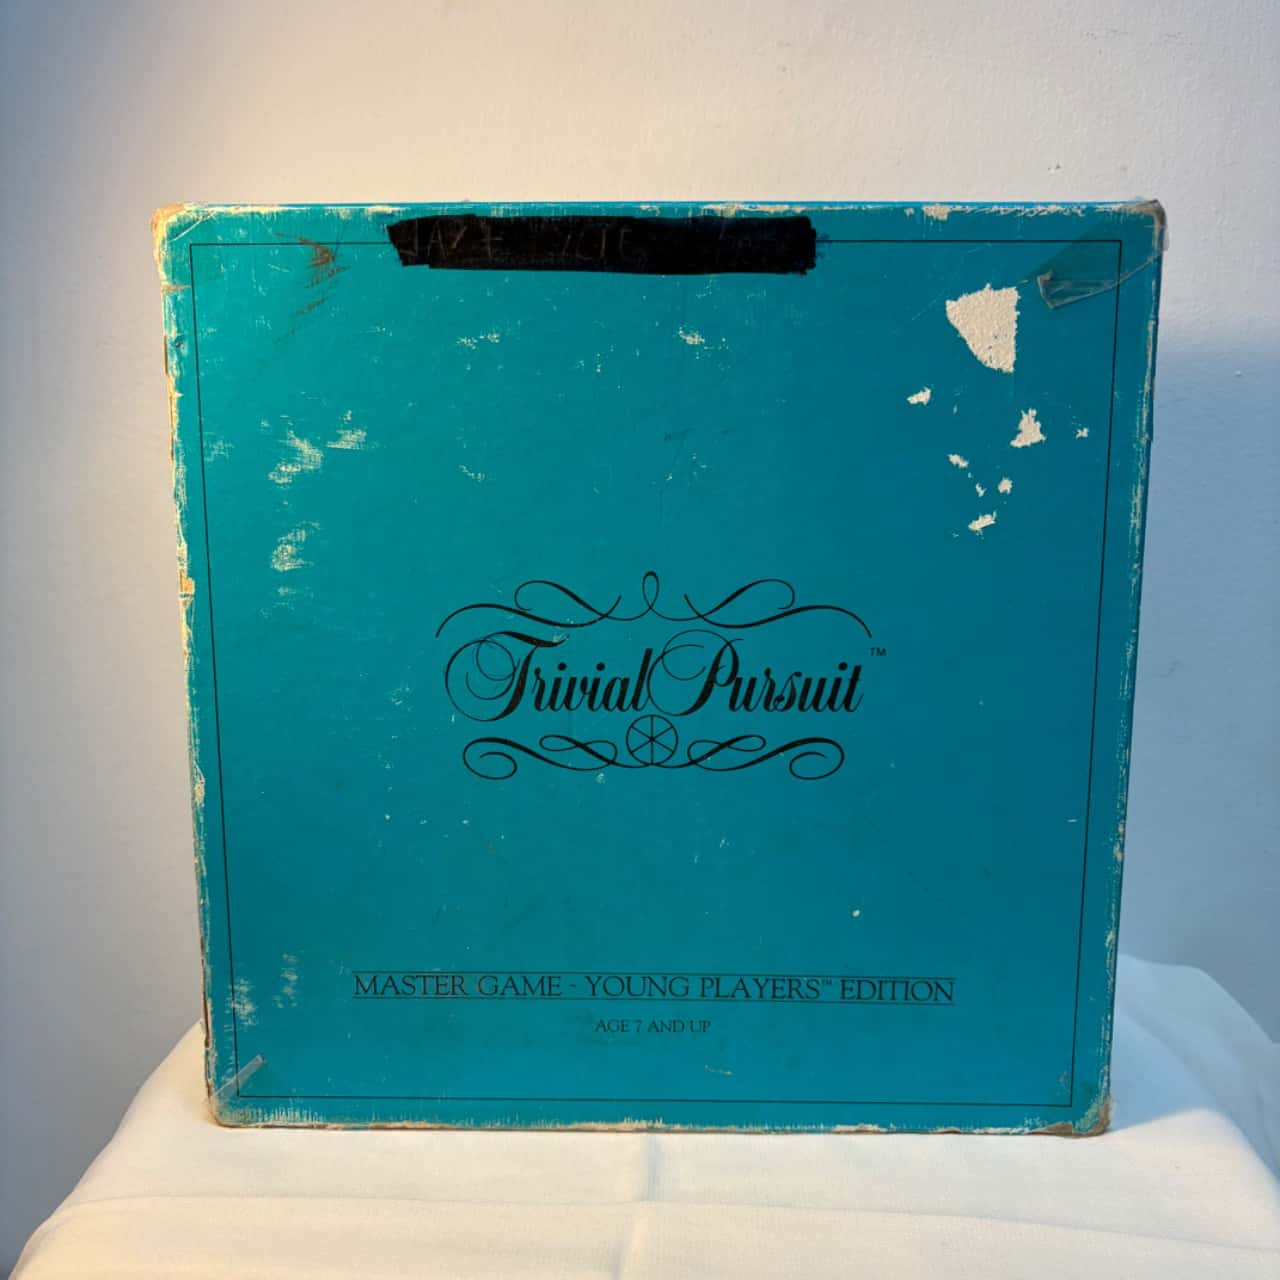 Trivial Pursuit™
MASTER GAME ~ YOUNG PLAYERS™ EDITION
AGE 7 AND UP